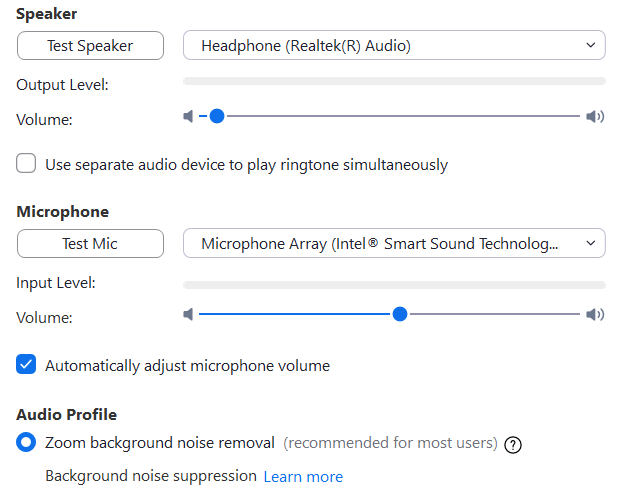 Speaker
Test Speaker
Headphone (Realtek(R) Audio)
Output Level:
Volume:
Use separate audio device to play ringtone simultaneously
Microphone
Test Mic
Microphone Array (Intel® Smart Sound Technolog...
Input Level:
Volume:
Automatically adjust microphone volume
Audio Profile
Zoom background noise removal (recommended for most users) ?
Background noise suppression Learn more